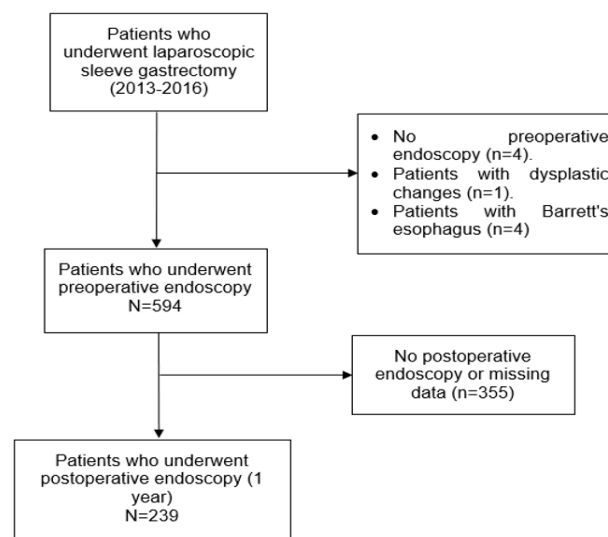 Patients who
underwent laparoscopic
sleeve gastrectomy
(2013-2016)
• No preoperative
endoscopy (n=4).
• Patients with dysplastic
changes (n=1).
• Patients with Barrett's
esophagus (n=4)
Patients who underwent
preoperative endoscopy
N=594
No postoperative
endoscopy or missing
data (n=355)
Patients who underwent
postoperative endoscopy (1
year)
N=239